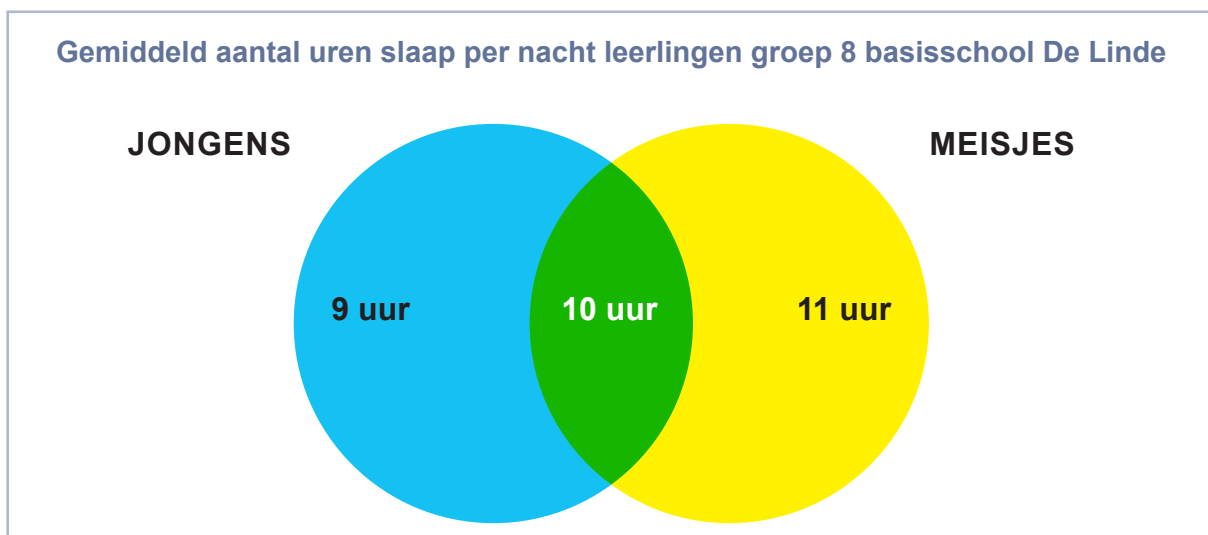 Gemiddeld aantal uren slaap per nacht leerlingen groep 8 basisschool De Linde
JONGENS
MEISJES
9 uur
10 uur
11 uur